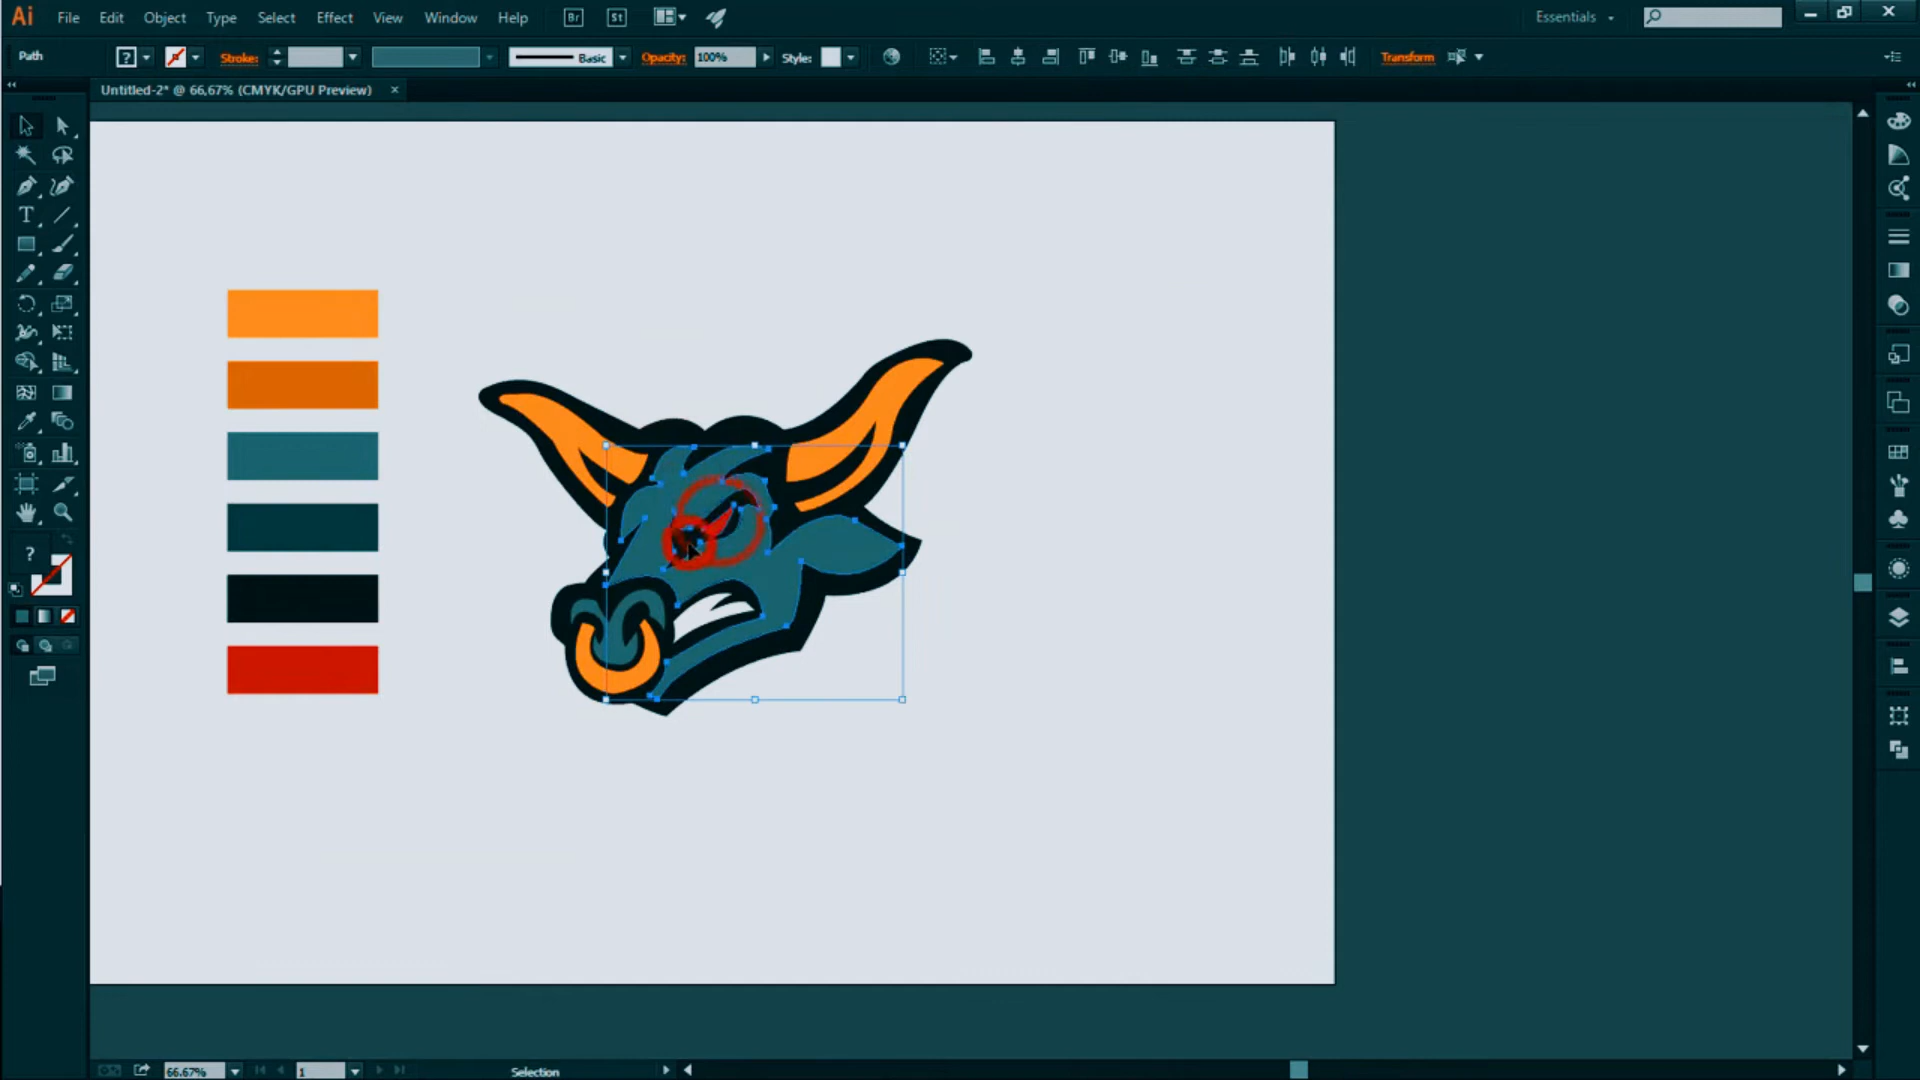 Ai File Edit Object Type Select Effect View Window Help Br St Essentials
Path ? Stroke: Basic Opacity: 100% Style: Transform
Untitled-2* @ 66,67% (CMYK/GPU Preview) ×
T
?
66.67% 1 Selection